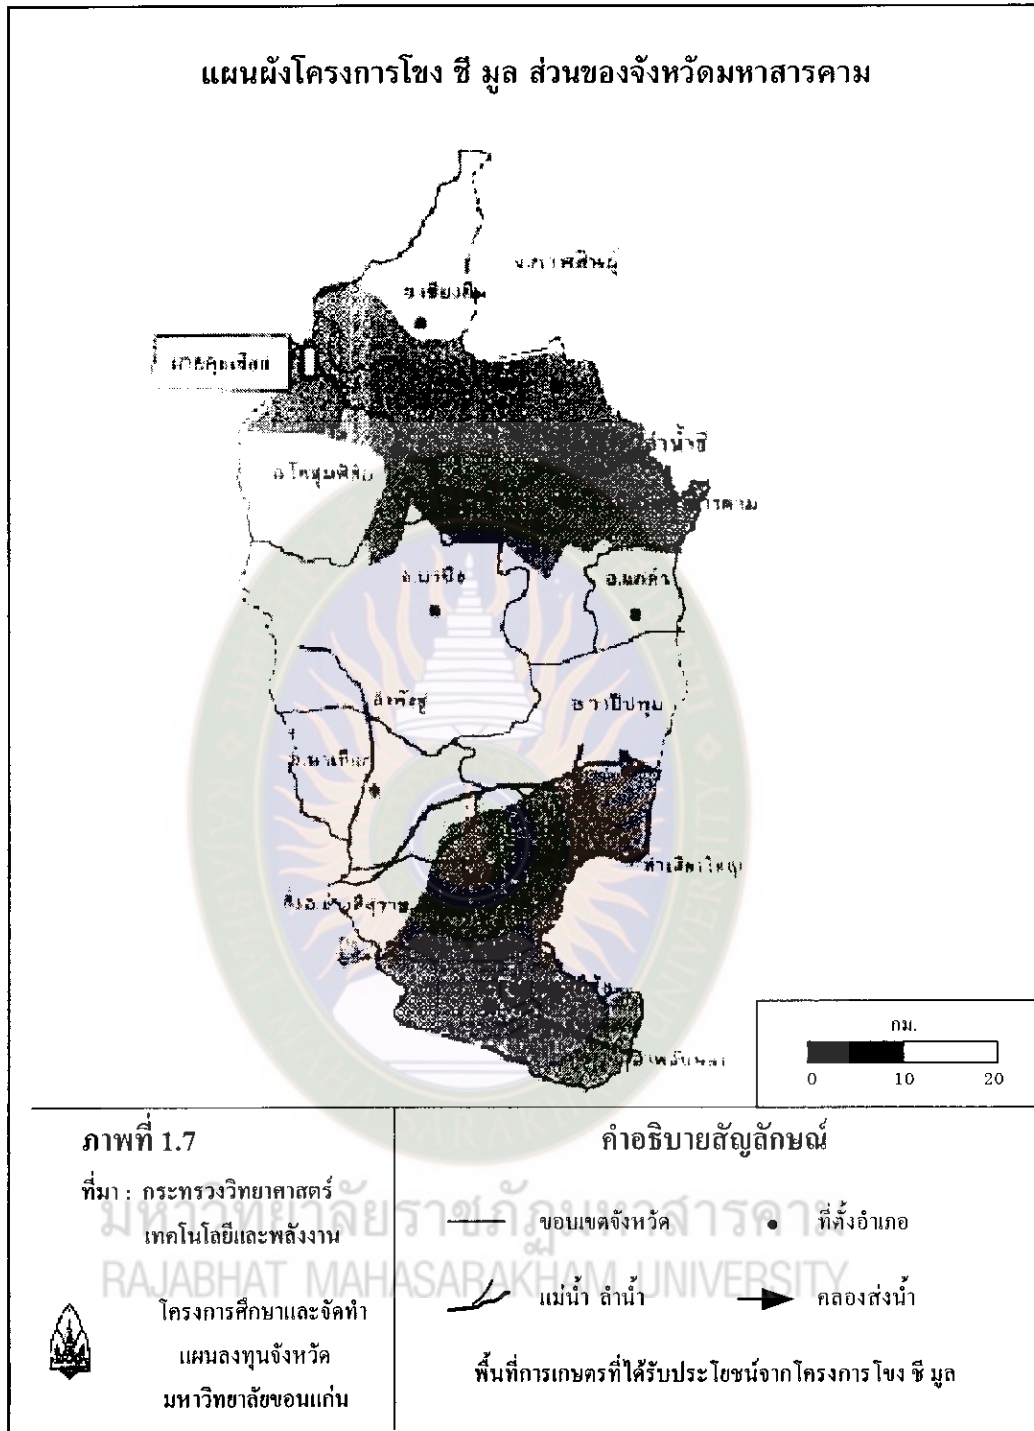 แผนผังโครงการโขง ชี มูล ส่วนของจังหวัดมหาสารคาม
จ.กาฬสินธุ์
ลำน้ำชี
อ.โกสุมพิสัย
ารคาม
อ.บรบือ
อ.แกดำ
อ.วาปีปทุม
กม.
0 10 20
ภาพที่ 1.7
ที่มา : กระทรวงวิทยาศาสตร์
เทคโนโลยีและพลังงาน
โครงการศึกษาและจัดทำ
แผนลงทุนจังหวัด
มหาวิทยาลัยขอนแก่น
คำอธิบายสัญลักษณ์
ขอบเขตจังหวัด
ที่ตั้งอำเภอ
แม่น้ำ ลำน้ำ
คลองส่งน้ำ
พื้นที่การเกษตรที่ได้รับประโยชน์จากโครงการโขง ชี มูล
มหาวิทยาลัยราชภัฏมหาสารคาม
RAJABHAT MAHASARAKHAM UNIVERSITY